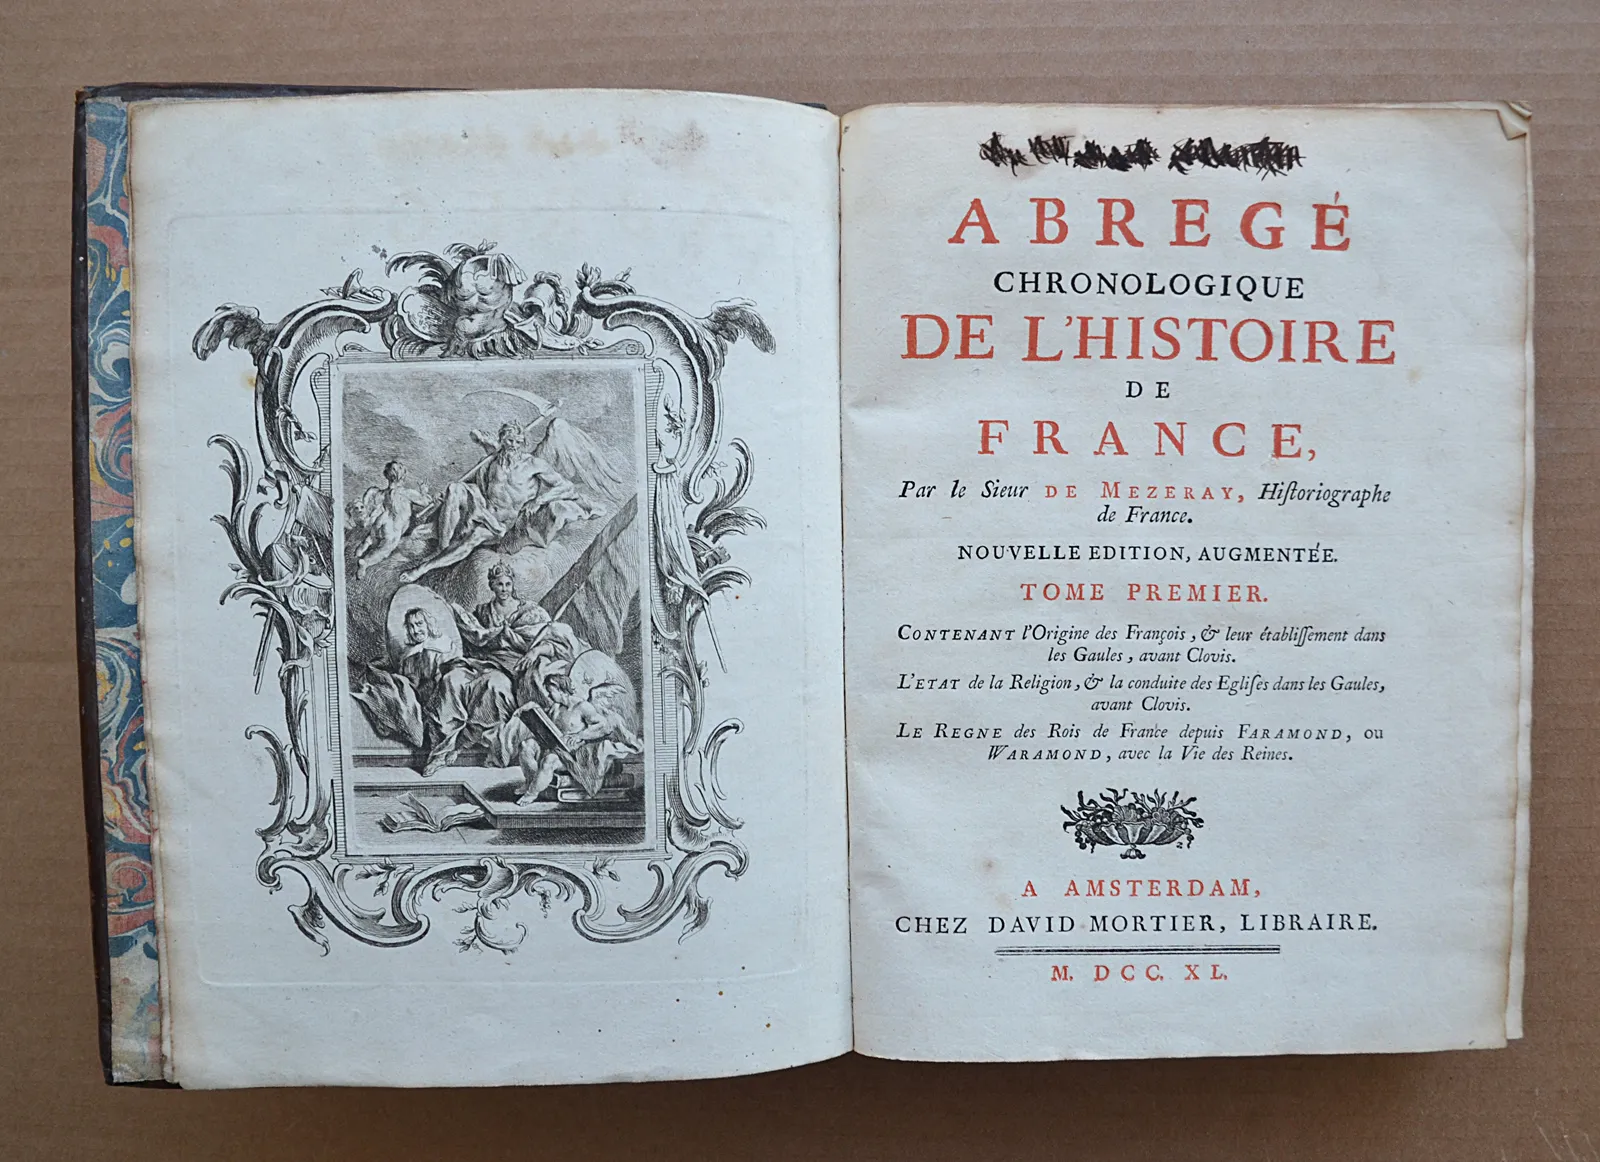 ABREGÉ
CHRONOLOGIQUE
DE L'HISTOIRE
DE
FRANCE,
Par le Sieur DE MEZERAY, Hiſtoriographe
de France.
NOUVELLE EDITION, AUGMENTÉE.
TOME PREMIER.
CONTENANT l'Origine des François, & leur établiſſement dans
les Gaules, avant Clovis.
L'ETAT de la Religion, & la conduite des Egliſes dans les Gaules,
avant Clovis.
LE REGNE des Rois de France depuis FARAMOND, ou
WARAMOND, avec la Vie des Reines.
A AMSTERDAM,
CHEZ DAVID MORTIER, LIBRAIRE.
M. DCC. XL.